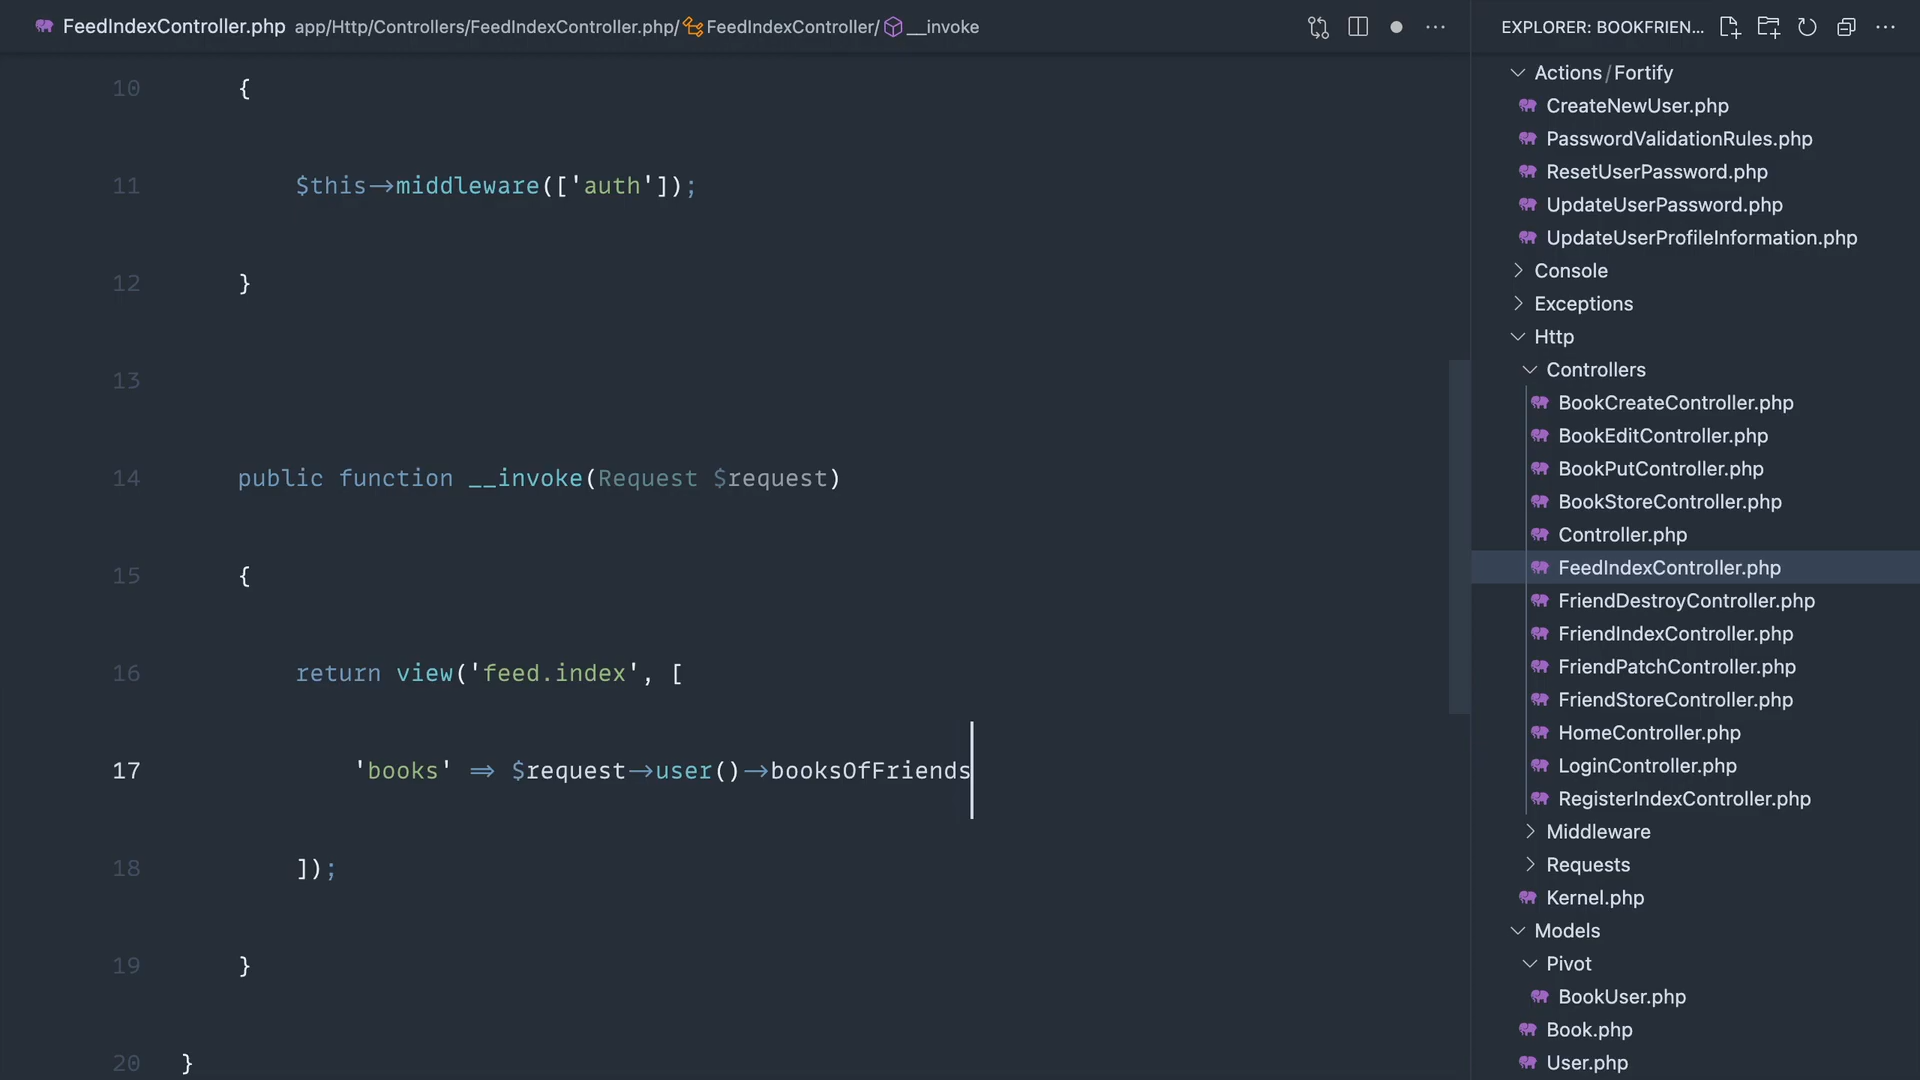 FeedIndexController.php app/Http/Controllers/FeedIndexController.php/ FeedIndexController/ __invoke
10 {
11 $this->middleware(['auth']);
12 }
13
14 public function __invoke(Request $request)
15 {
16 return view('feed.index', [
17 'books' => $request->user()->booksOfFriends
18 ]);
19 }
20 }
EXPLORER: BOOKFRIEN...
Actions/Fortify
CreateNewUser.php
PasswordValidationRules.php
ResetUserPassword.php
UpdateUserPassword.php
UpdateUserProfileInformation.php
Console
Exceptions
Http
Controllers
BookCreateController.php
BookEditController.php
BookPutController.php
BookStoreController.php
Controller.php
FeedIndexController.php
FriendDestroyController.php
FriendIndexController.php
FriendPatchController.php
FriendStoreController.php
HomeController.php
LoginController.php
RegisterIndexController.php
Middleware
Requests
Kernel.php
Models
Pivot
BookUser.php
Book.php
User.php